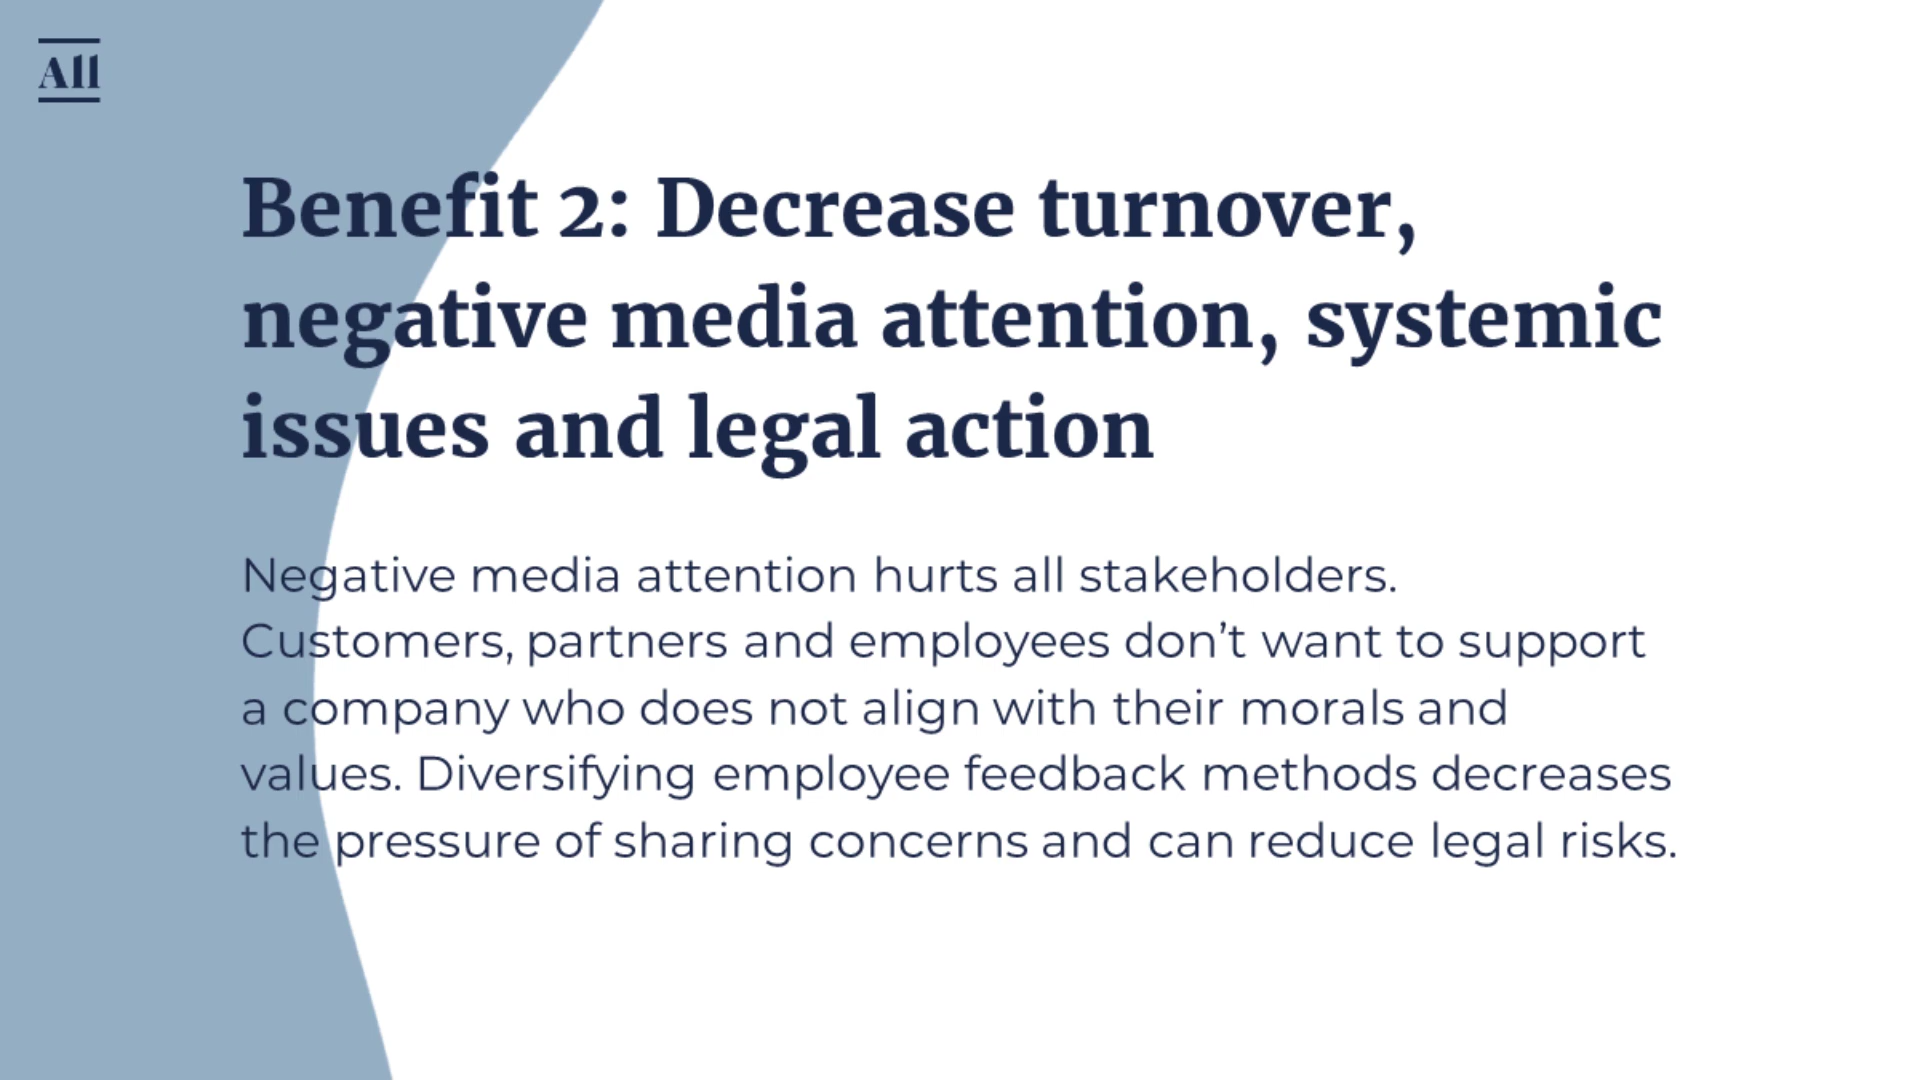 All
Benefit 2: Decrease turnover,
negative media attention, systemic
issues and legal action
Negative media attention hurts all stakeholders.
Customers, partners and employees don’t want to support
a company who does not align with their morals and
values. Diversifying employee feedback methods decreases
the pressure of sharing concerns and can reduce legal risks.